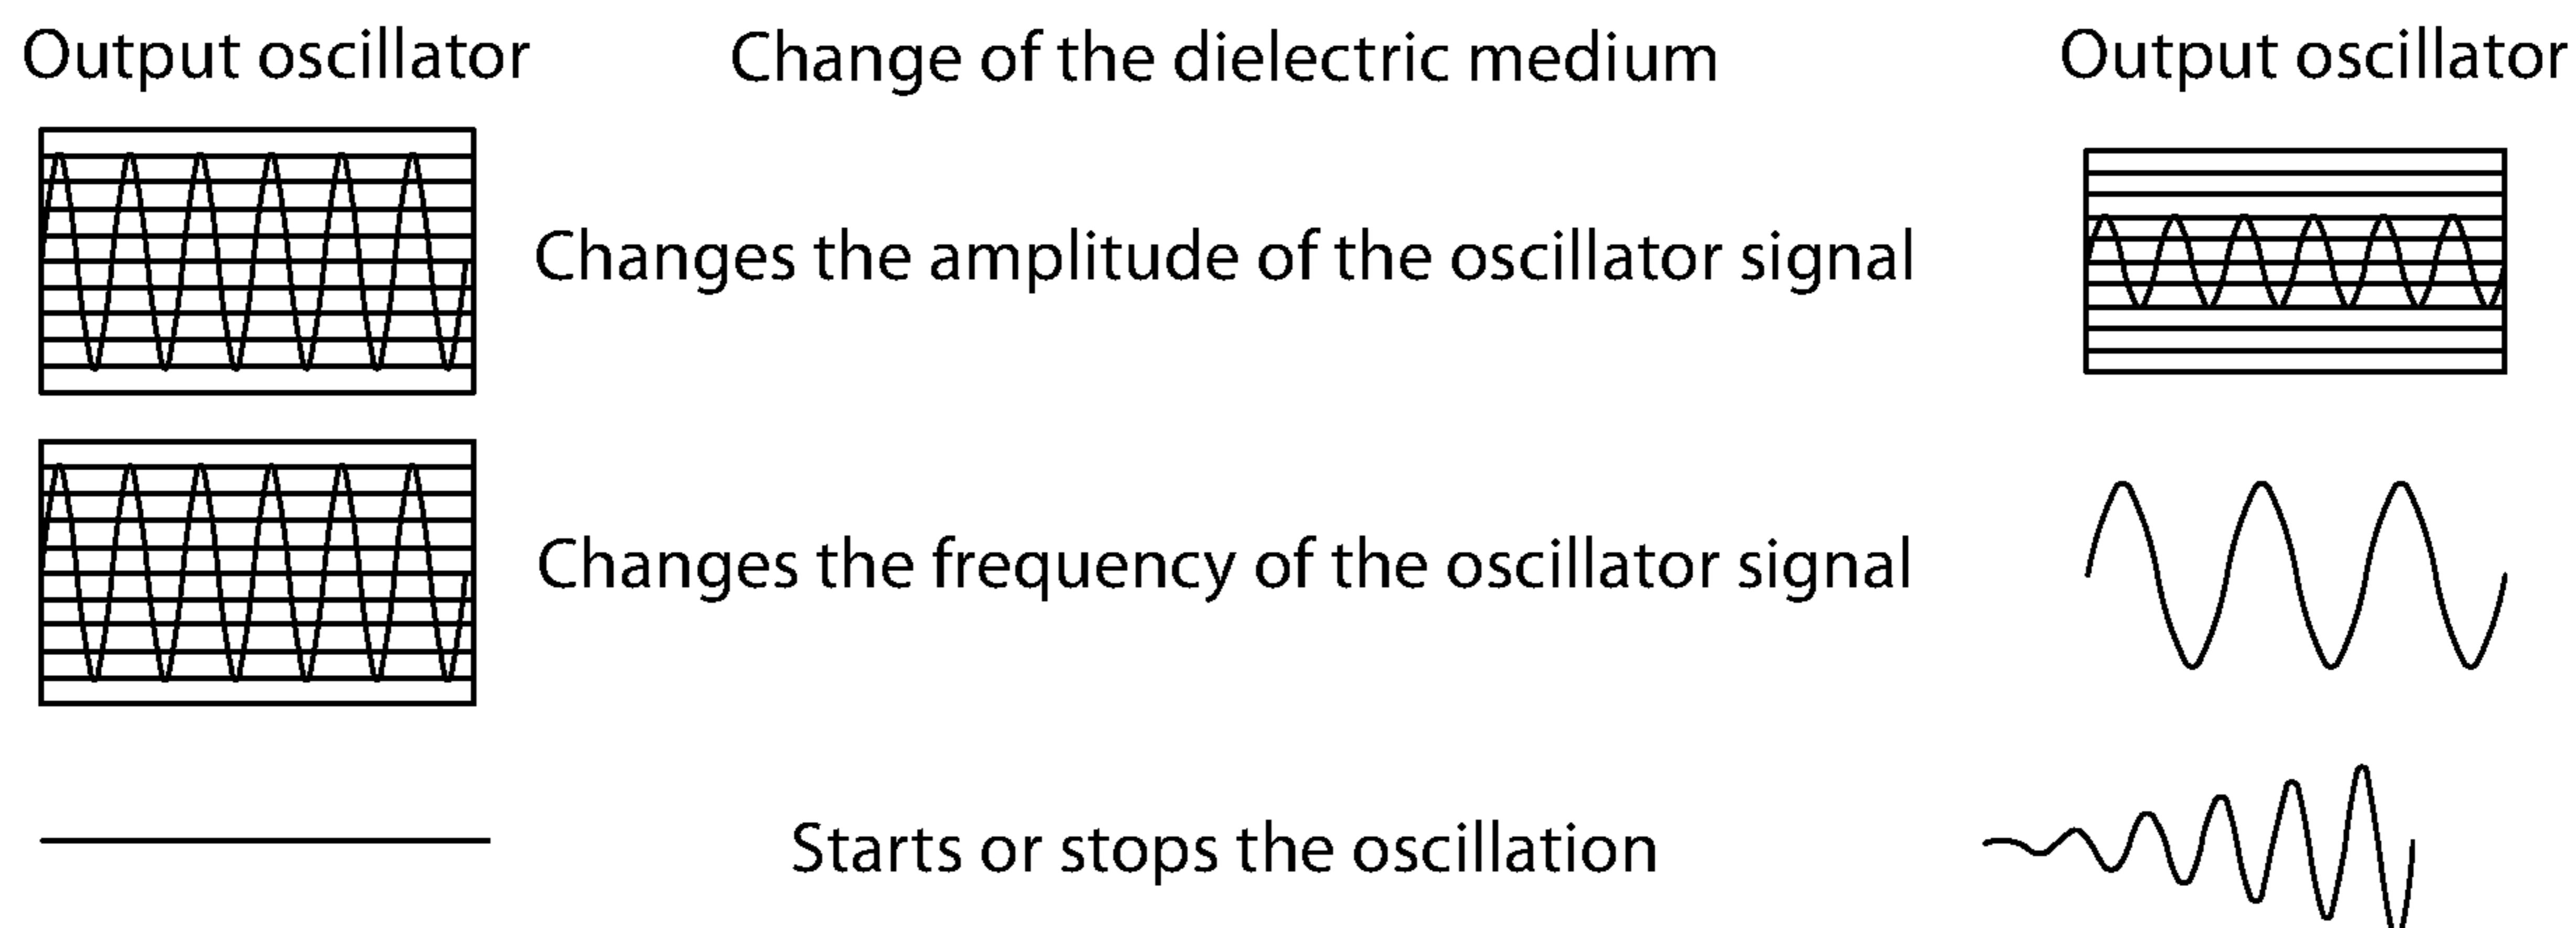 Output oscillator
Change of the dielectric medium
Output oscillator
Changes the amplitude of the oscillator signal
Changes the frequency of the oscillator signal
Starts or stops the oscillation